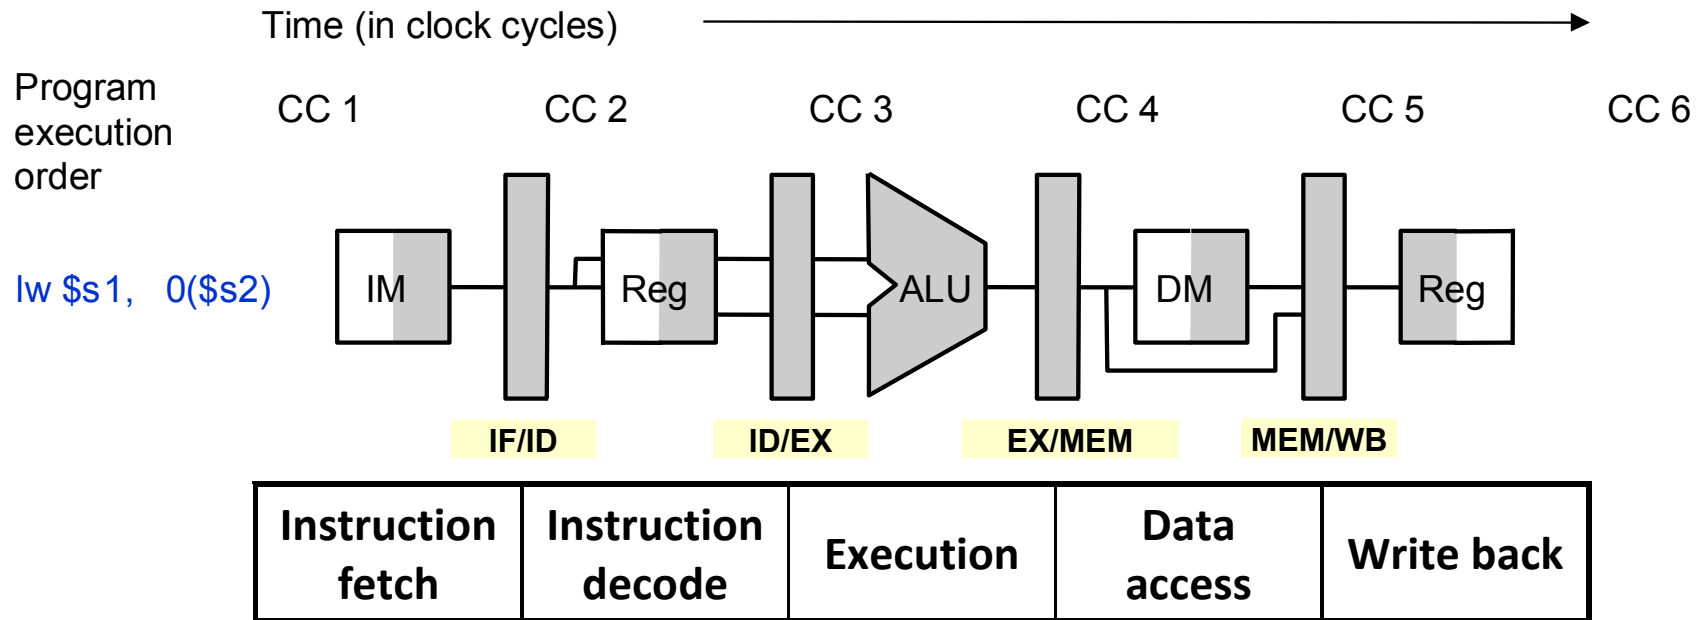 Time (in clock cycles)
Program
execution
order
CC 1 CC 2 CC 3 CC 4 CC 5 CC 6
lw $s1, 0($s2)
IM Reg ALU DM Reg
IF/ID ID/EX EX/MEM MEM/WB
Instruction
fetch
Instruction
decode
Execution
Data
access
Write back